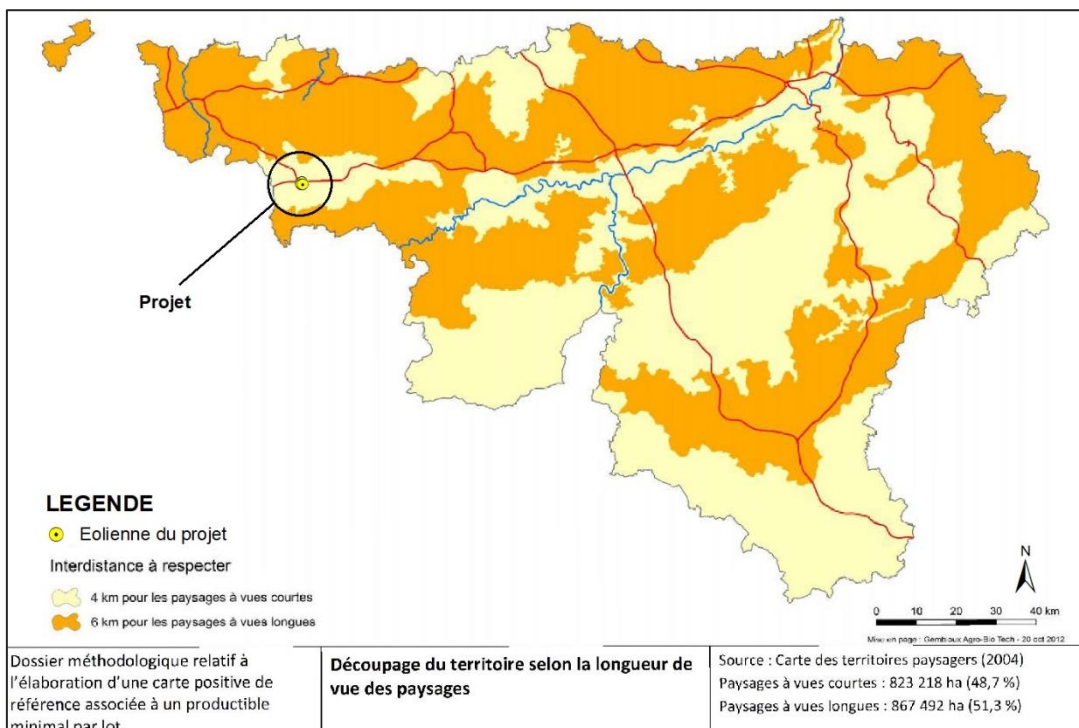 Projet
LEGENDE
Eolienne du projet
Interdistance à respecter
4 km pour les paysages à vues courtes
6 km pour les paysages à vues longues
N
0 10 20 30 40 km
Mise en page : Gembloux Agro-Bio Tech - 20 oct 2012
Dossier méthodologique relatif à
l'élaboration d'une carte positive de
référence associée à un productible
minimal par lot
Découpage du territoire selon la longueur de
vue des paysages
Source : Carte des territoires paysagers (2004)
Paysages à vues courtes : 823 218 ha (48,7 %)
Paysages à vues longues : 867 492 ha (51,3 %)